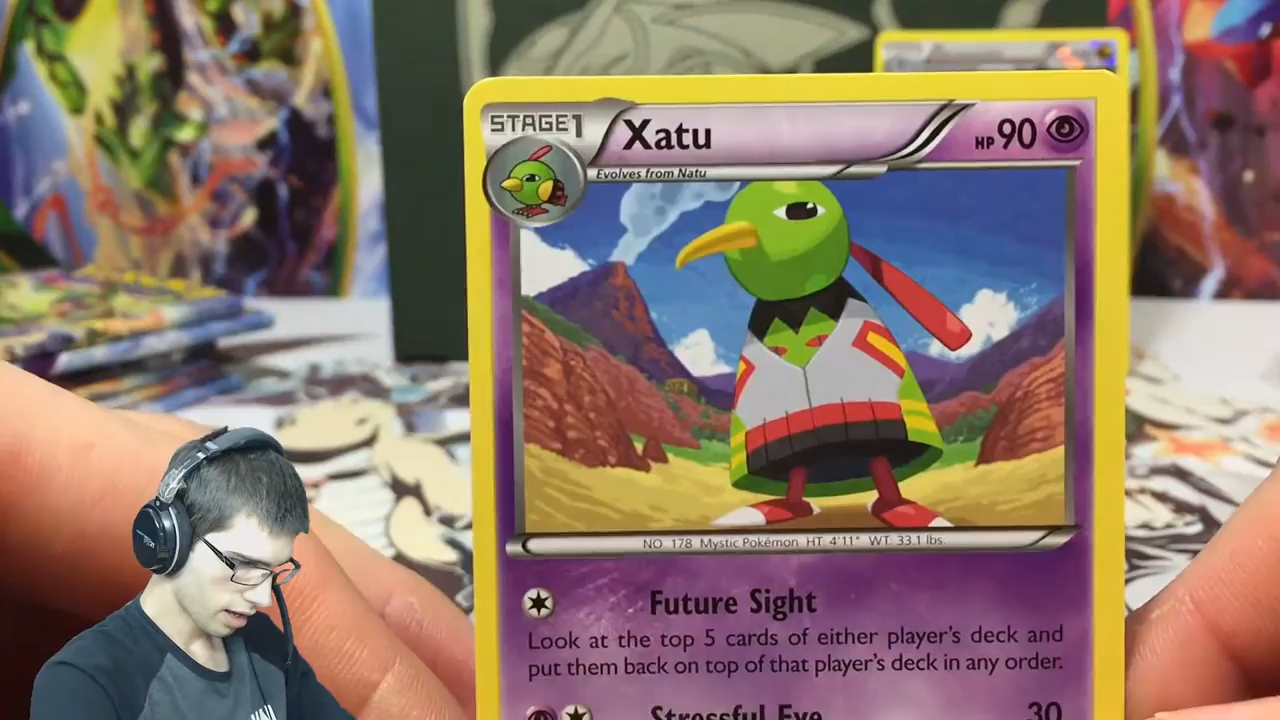 STAGE1
Xatu
HP90
Evolves from Natu
NO. 178 Mystic Pokémon HT: 4'11" WT: 33.1 lbs.
Future Sight
Look at the top 5 cards of either player's deck and
put them back on top of that player's deck in any order.
Stressful Eye 30